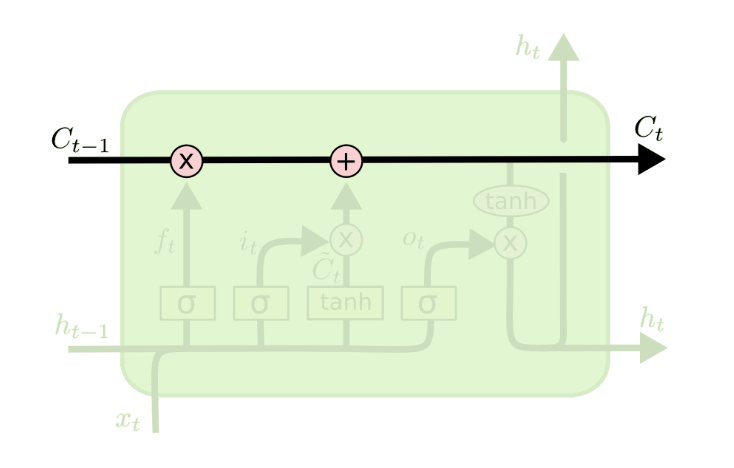 h_t
C_{t-1} C_t
x +
tanh
f_t i_t x o_t x
C̃_t
σ σ tanh σ
h_{t-1} h_t
x_t